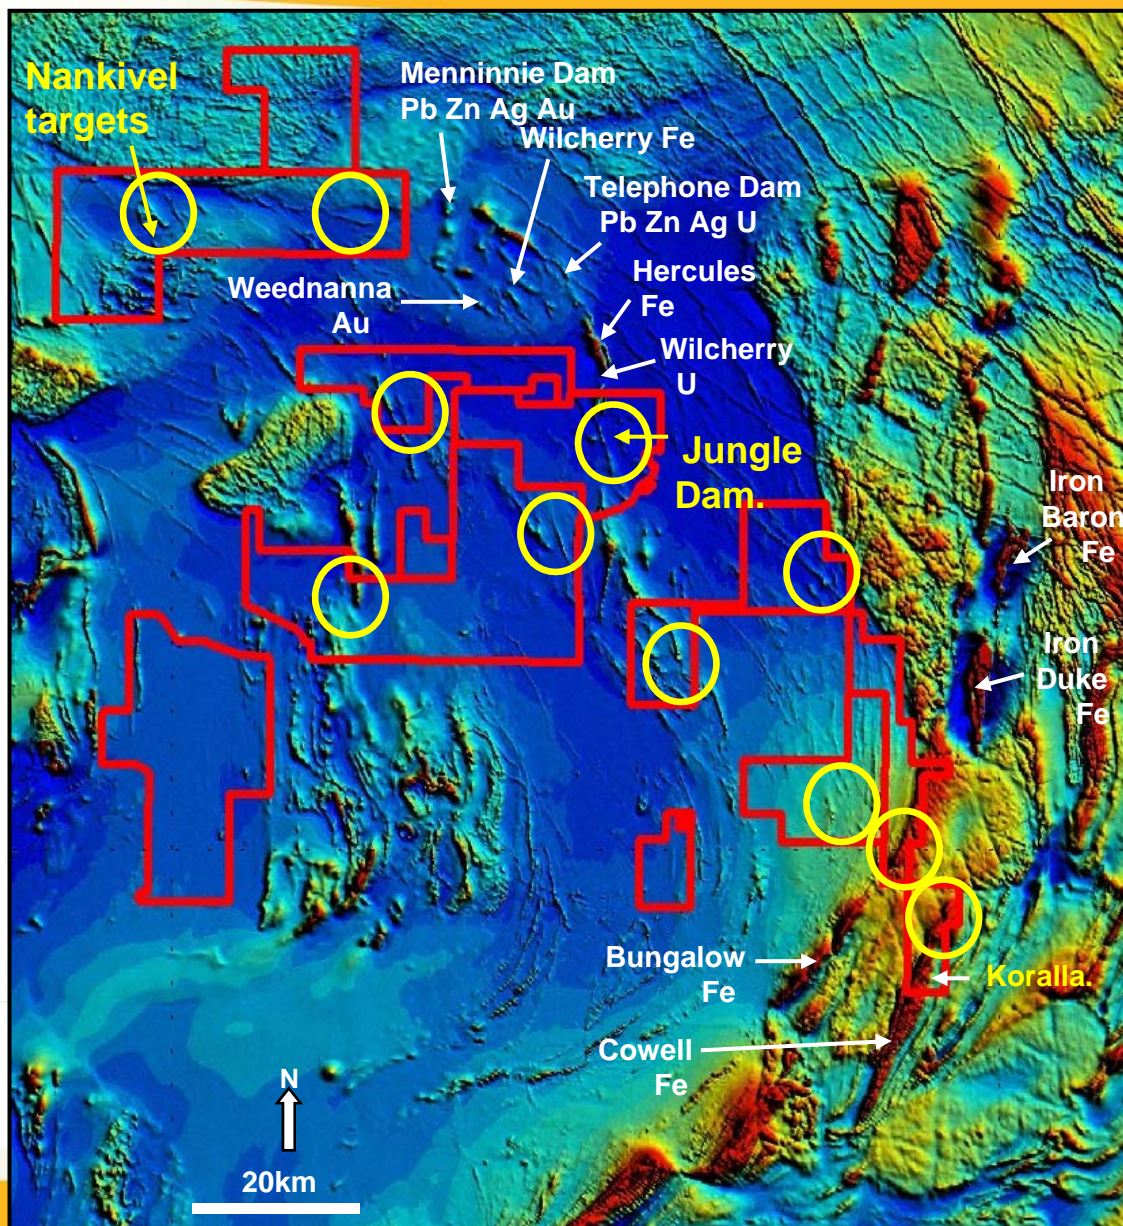 Nankivel
targets
Menninnie Dam
Pb Zn Ag Au
Wilcherry Fe
Telephone Dam
Pb Zn Ag U
Hercules
Fe
Weednanna
Au
Wilcherry
U
Jungle
Dam.
Iron
Baron
Fe
Iron
Duke
Fe
Bungalow
Fe
Koralla.
Cowell
Fe
N
20km